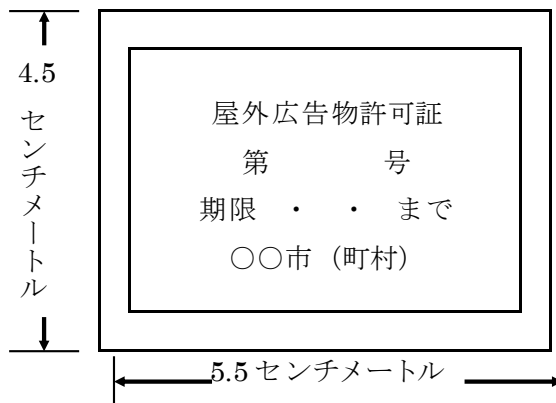 4.5センチメートル
屋外広告物許可証
第　　　　号
期限　・　・　まで
○○市（町村）
5.5センチメートル